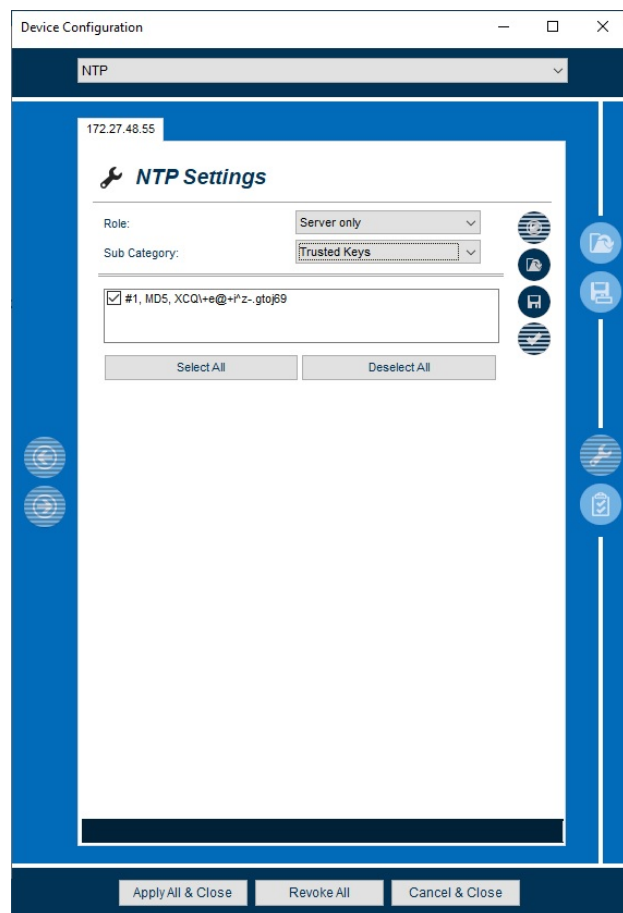 Device Configuration
NTP
172.27.48.55
NTP Settings
Role: Server only
Sub Category: Trusted Keys
#1, MD5, XCQ\+e@+i^z-.gtoj69
Select All Deselect All
Apply All & Close Revoke All Cancel & Close